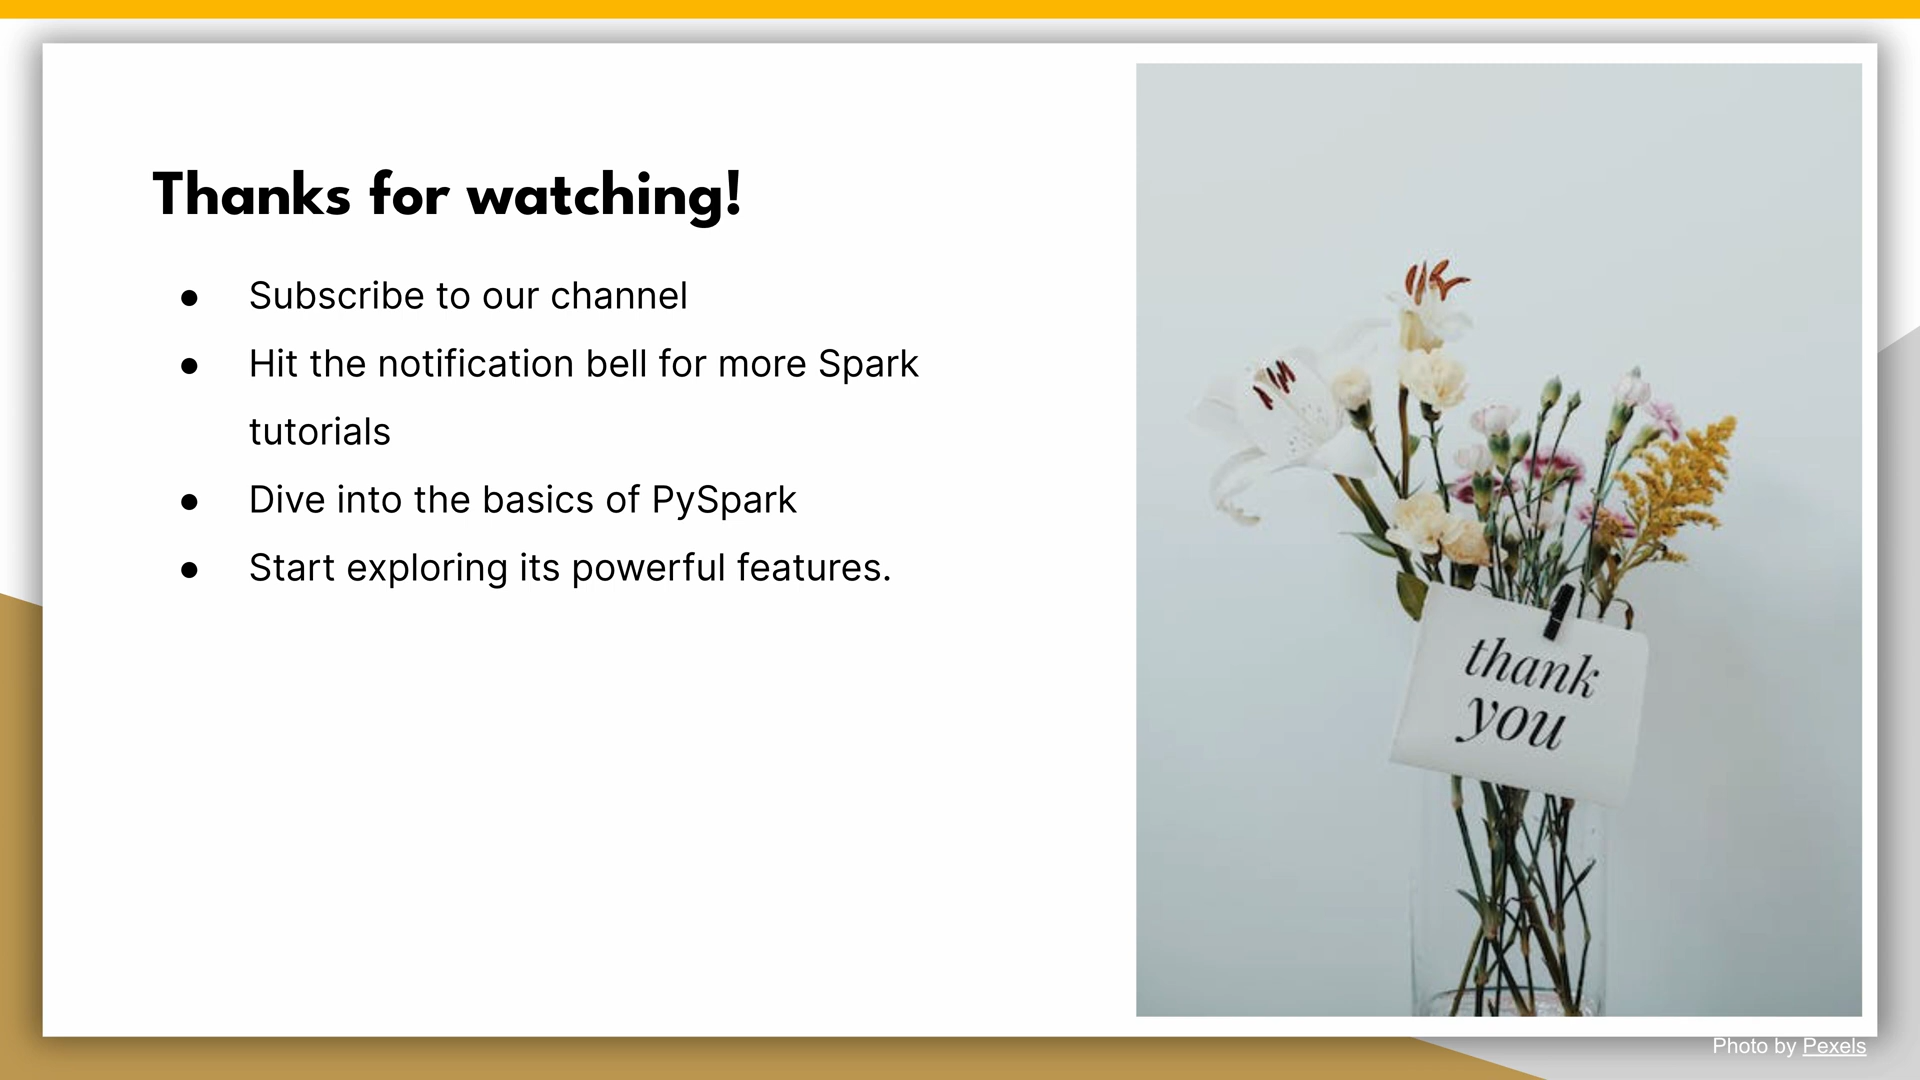 Thanks for watching!
● Subscribe to our channel
● Hit the notification bell for more Spark
tutorials
● Dive into the basics of PySpark
● Start exploring its powerful features.
thank
you
Photo by Pexels